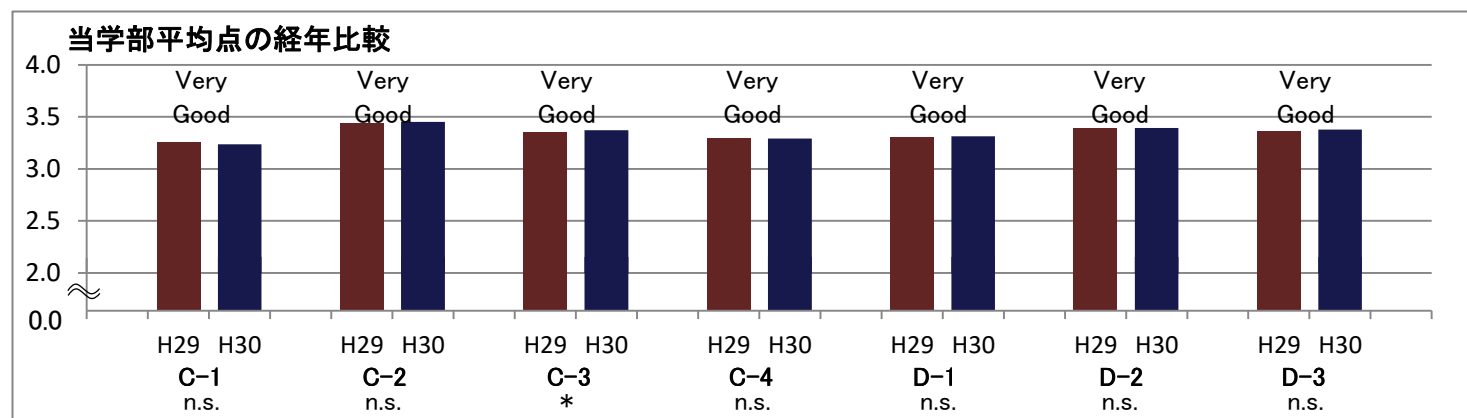 当学部平均点の経年比較
4.0
3.5
3.0
2.5
2.0
0.0
Very Good
Very Good
Very Good
Very Good
Very Good
Very Good
Very Good
H29 H30 H29 H30 H29 H30 H29 H30 H29 H30 H29 H30 H29 H30
C-1 C-2 C-3 C-4 D-1 D-2 D-3
n.s. n.s. * n.s. n.s. n.s. n.s.